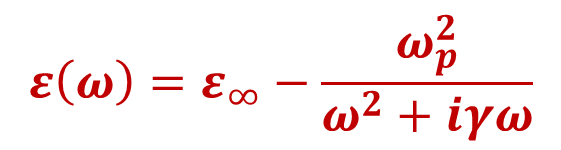 ε(ω) = ε∞ − ωp² / (ω² + iγω)